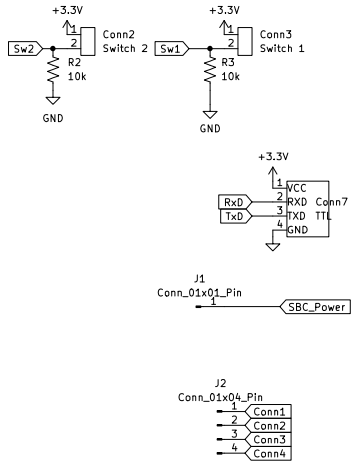 +3.3V +3.3V
1 Conn2 1 Conn3
Sw2 2 Switch 2 Sw1 2 Switch 1
R2 R3
10k 10k
GND GND
+3.3V
1 VCC
RxD 2 RXD Conn7
TxD 3 TXD TTL
4 GND
J1
Conn_01x01_Pin
1 SBC_Power
J2
Conn_01x04_Pin
1 Conn1
2 Conn2
3 Conn3
4 Conn4